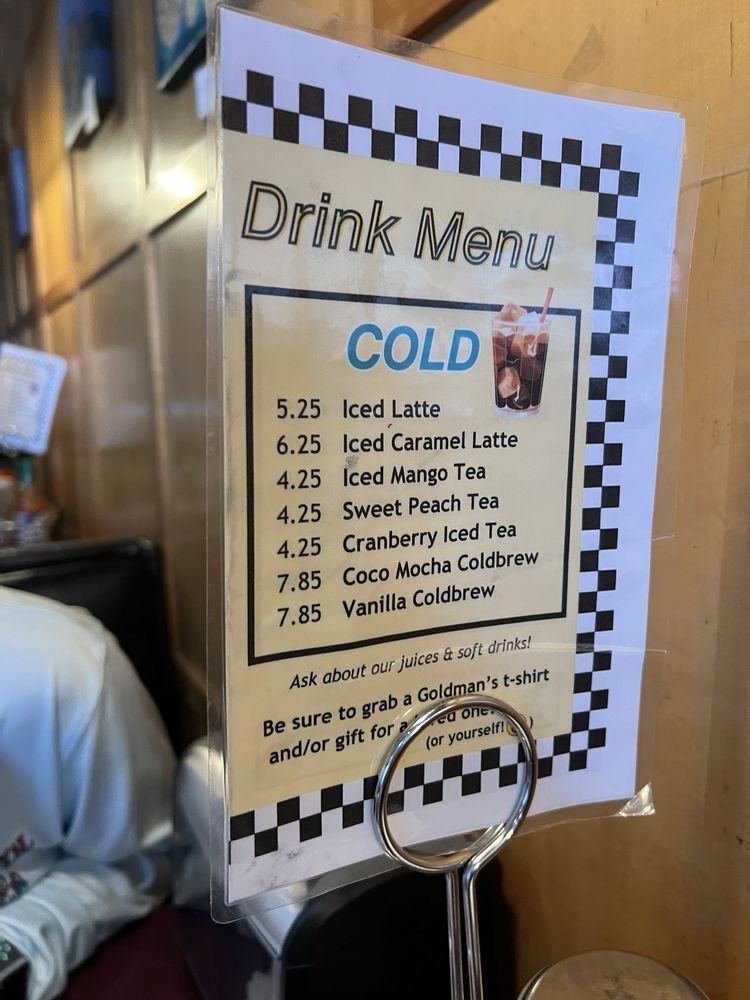 Drink Menu
COLD
5.25 Iced Latte
6.25 Iced Caramel Latte
4.25 Iced Mango Tea
4.25 Sweet Peach Tea
4.25 Cranberry Iced Tea
7.85 Coco Mocha Coldbrew
7.85 Vanilla Coldbrew
Ask about our juices & soft drinks!
Be sure to grab a Goldman's t-shirt
and/or gift for a one
(or yourself! )